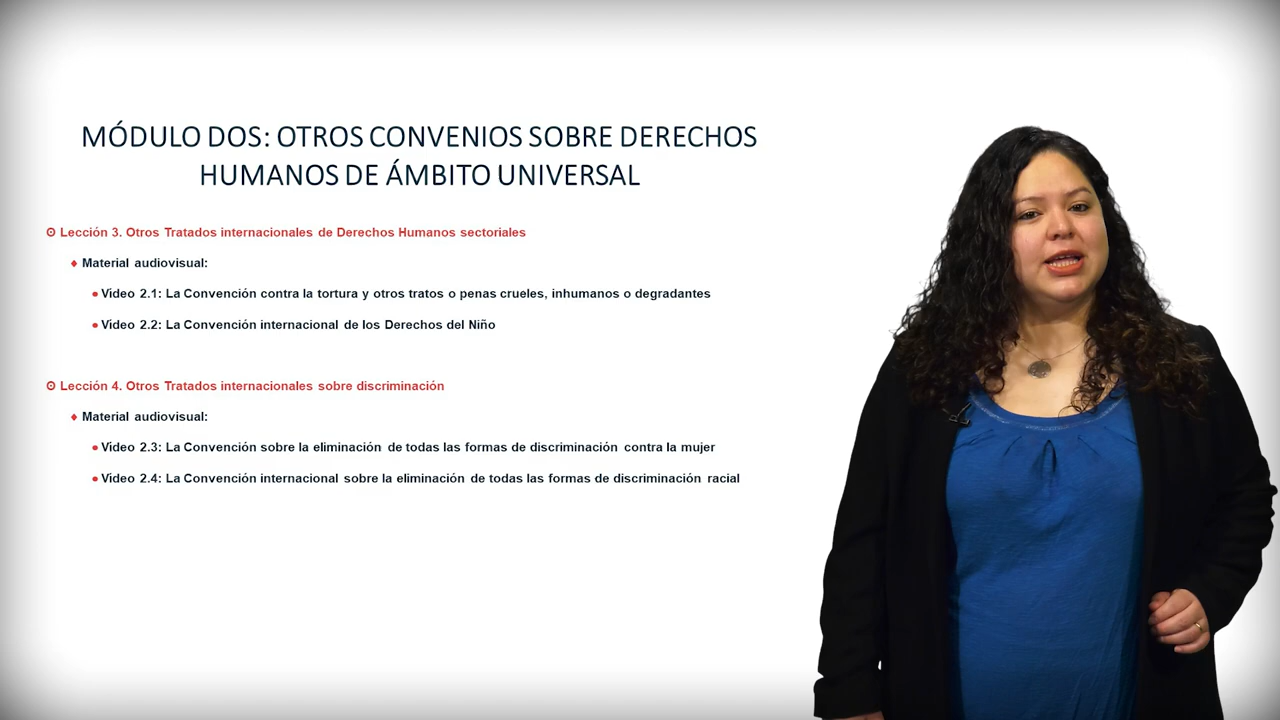 MÓDULO DOS: OTROS CONVENIOS SOBRE DERECHOS
HUMANOS DE ÁMBITO UNIVERSAL
Lección 3. Otros Tratados internacionales de Derechos Humanos sectoriales
Material audiovisual:
Video 2.1: La Convención contra la tortura y otros tratos o penas crueles, inhumanos o degradantes
Video 2.2: La Convención internacional de los Derechos del Niño
Lección 4. Otros Tratados internacionales sobre discriminación
Material audiovisual:
Video 2.3: La Convención sobre la eliminación de todas las formas de discriminación contra la mujer
Video 2.4: La Convención internacional sobre la eliminación de todas las formas de discriminación racial